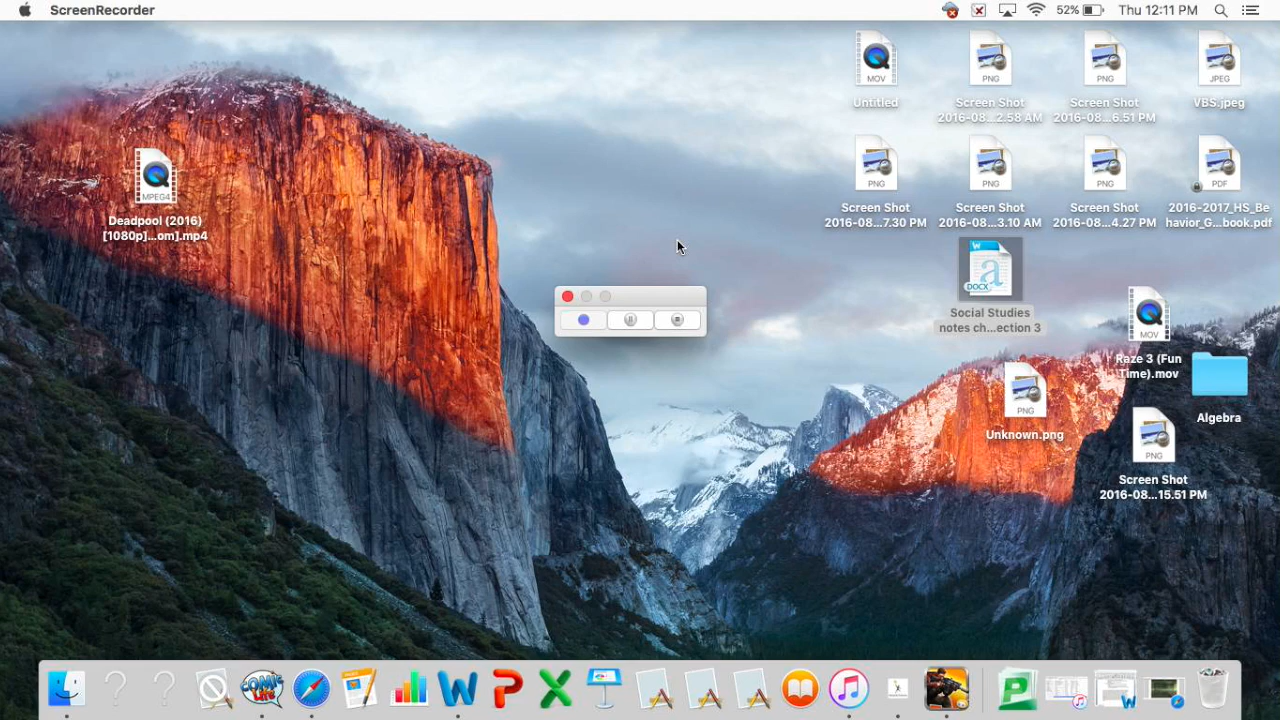 ScreenRecorder
52%
Thu 12:11 PM
MOV
Untitled
PNG
Screen Shot
2016-08...2.58 AM
PNG
Screen Shot
2016-08...6.51 PM
JPEG
VBS.jpeg
MPEG4
Deadpool (2016)
[1080p]...om].mp4
PNG
Screen Shot
2016-08...7.30 PM
PNG
Screen Shot
2016-08...3.10 AM
PNG
Screen Shot
2016-08...4.27 PM
PDF
2016-2017_HS_Be
havior_G...book.pdf
W
a
DOCX
Social Studies
notes ch...ection 3
MOV
Raze 3 (Fun
Time).mov
Algebra
PNG
Unknown.png
PNG
Screen Shot
2016-08...15.51 PM
? ?
COMIC
Life
W
P
X
P
W